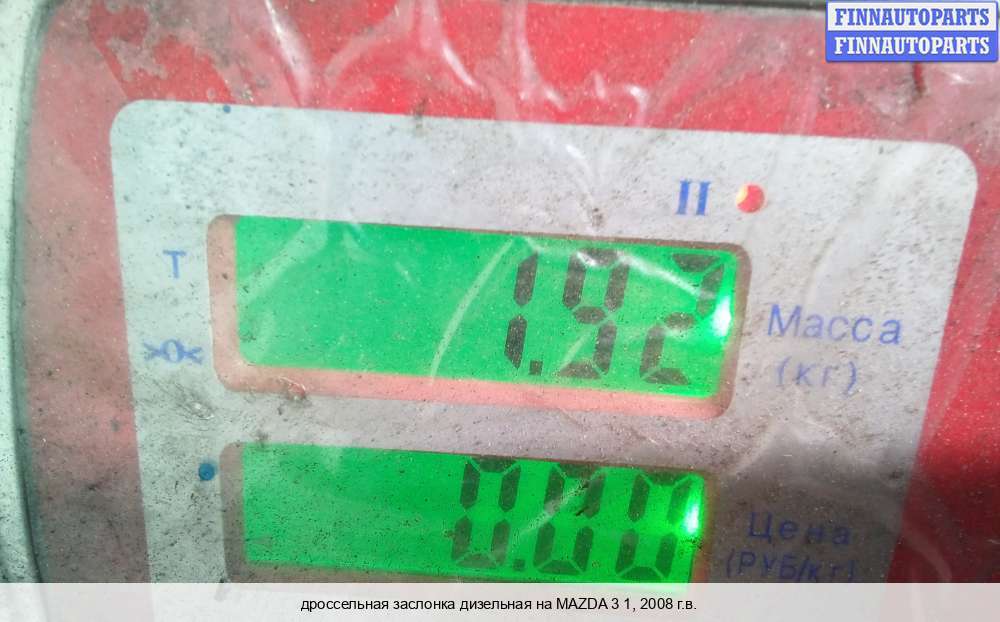 FINNAUTOPARTS
FINNAUTOPARTS
II
T
1.92
Масса
>0<
(кг)
0.00
Цена
(РУБ/кг)
дроссельная заслонка дизельная на MAZDA 3 1, 2008 г.в.